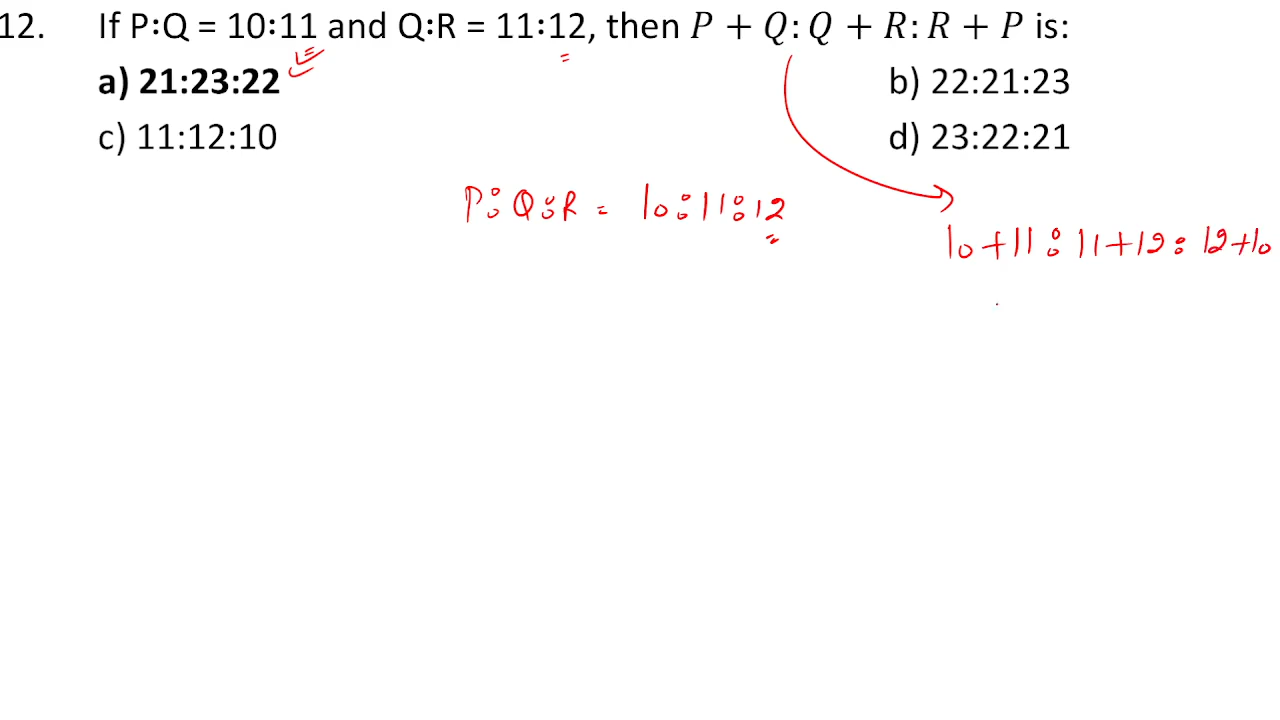 12. If P:Q = 10:11 and Q:R = 11:12, then P + Q: Q + R: R + P is:
a) 21:23:22 b) 22:21:23
c) 11:12:10 d) 23:22:21
P:Q:R = 10:11:12
10+11:11+12:12+10